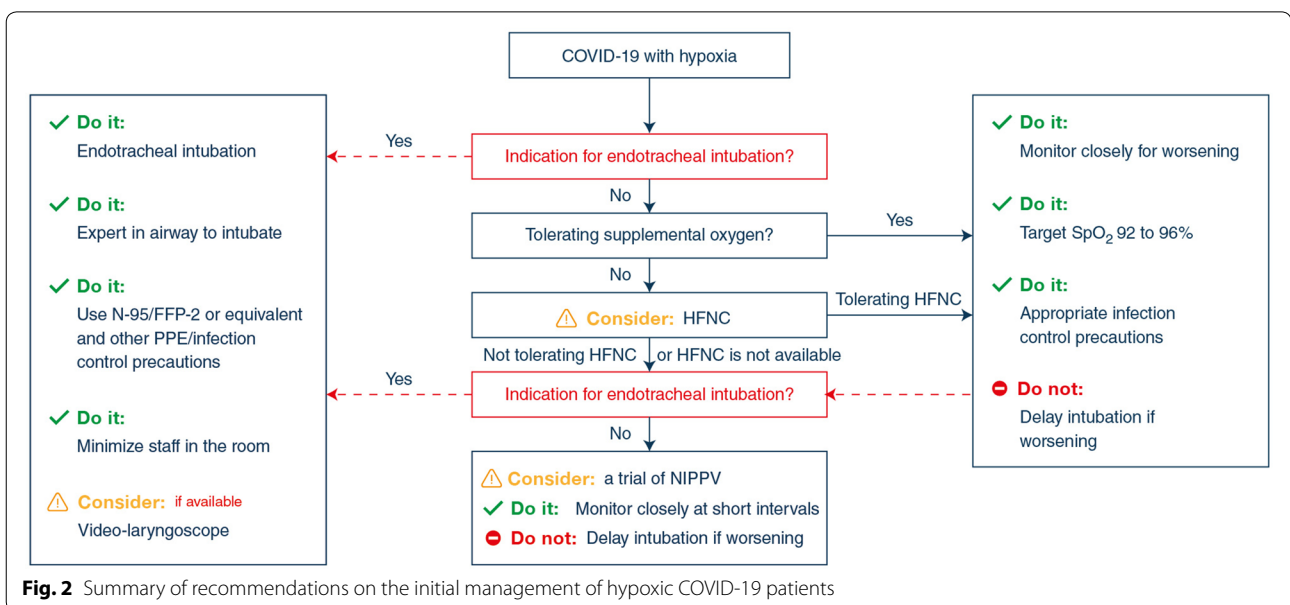 COVID-19 with hypoxia
Indication for endotracheal intubation?
Yes
No
Tolerating supplemental oxygen?
Yes
No
Consider: HFNC
Tolerating HFNC
Not tolerating HFNC or HFNC is not available
Indication for endotracheal intubation?
Yes
No
Consider: a trial of NIPPV
Do it: Monitor closely at short intervals
Do not: Delay intubation if worsening
Do it:
Endotracheal intubation
Do it:
Expert in airway to intubate
Do it:
Use N-95/FFP-2 or equivalent
and other PPE/infection
control precautions
Do it:
Minimize staff in the room
Consider: if available
Video-laryngoscope
Do it:
Monitor closely for worsening
Do it:
Target SpO₂ 92 to 96%
Do it:
Appropriate infection
control precautions
Do not:
Delay intubation if
worsening
Fig. 2 Summary of recommendations on the initial management of hypoxic COVID-19 patients